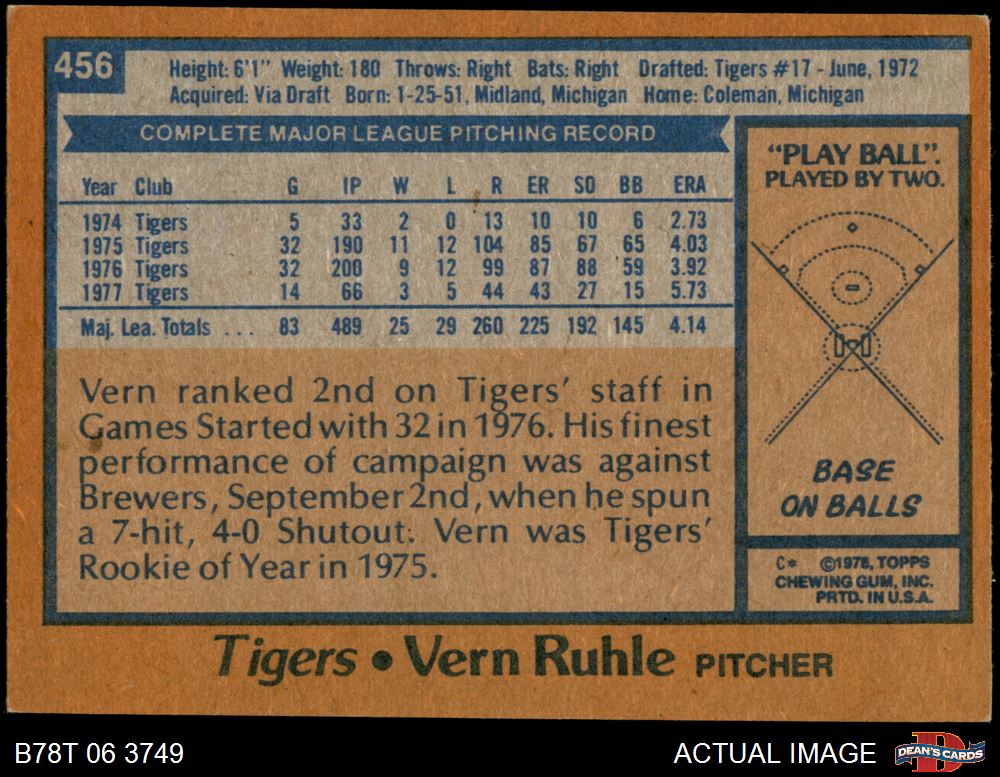 456
Height: 6'1" Weight: 180 Throws: Right Bats: Right Drafted: Tigers #17 - June, 1972
Acquired: Via Draft Born: 1-25-51, Midland, Michigan Home: Coleman, Michigan
COMPLETE MAJOR LEAGUE PITCHING RECORD
Year Club G IP W L R ER SO BB ERA
1974 Tigers 5 33 2 0 13 10 10 6 2.73
1975 Tigers 32 190 11 12 104 85 67 65 4.03
1976 Tigers 32 200 9 12 99 87 88 59 3.92
1977 Tigers 14 66 3 5 44 43 27 15 5.73
Maj. Lea. Totals ... 83 489 25 29 260 225 192 145 4.14
Vern ranked 2nd on Tigers' staff in
Games Started with 32 in 1976. His finest
performance of campaign was against
Brewers, September 2nd, when he spun
a 7-hit, 4-0 Shutout. Vern was Tigers'
Rookie of Year in 1975.
"PLAY BALL".
PLAYED BY TWO.
BASE
ON BALLS
C* ©1978, TOPPS
CHEWING GUM, INC.
PRTD. IN U.S.A.
Tigers • Vern Ruhle PITCHER
B78T 06 3749
ACTUAL IMAGE
D
DEAN'S CARDS